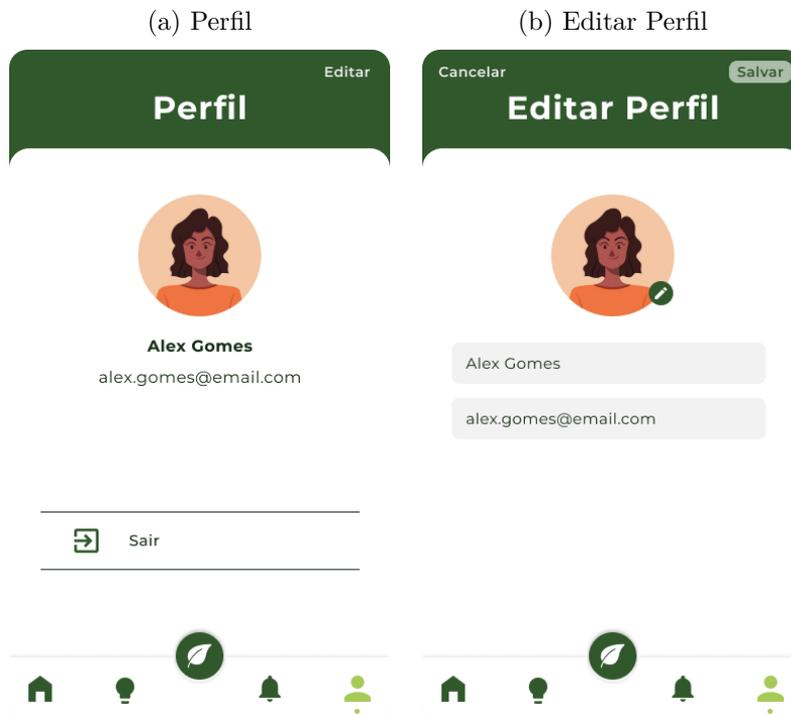 (a) Perfil
Editar
Perfil
Alex Gomes
alex.gomes@email.com
Sair
(b) Editar Perfil
Cancelar
Salvar
Editar Perfil
Alex Gomes
alex.gomes@email.com